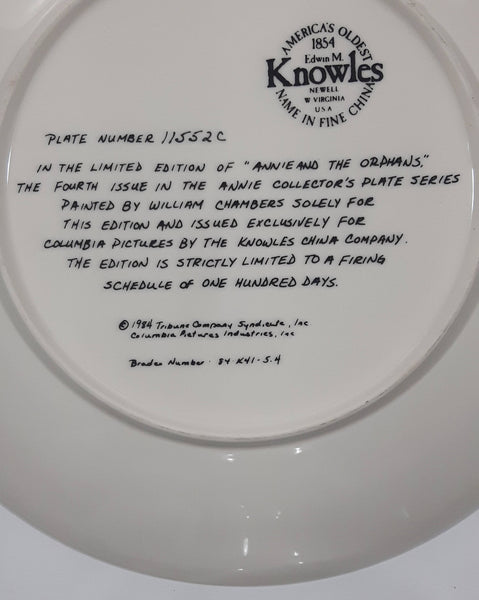 AMERICA'S OLDEST
1854
Edwin M.
Knowles
NEWELL
W VIRGINIA
USA
NAME IN FINE CHINA
PLATE NUMBER 11552C
IN THE LIMITED EDITION OF "ANNIE AND THE ORPHANS,"
THE FOURTH ISSUE IN THE ANNIE COLLECTOR'S PLATE SERIES
PAINTED BY WILLIAM CHAMBERS SOLELY FOR
THIS EDITION AND ISSUED EXCLUSIVELY FOR
COLUMBIA PICTURES BY THE KNOWLES CHINA COMPANY.
THE EDITION IS STRICTLY LIMITED TO A FIRING
SCHEDULE OF ONE HUNDRED DAYS.
© 1984 Tribune Company Syndicate, Inc
Columbia Pictures Industries, Inc
Bradex Number · 84-K41-5.4